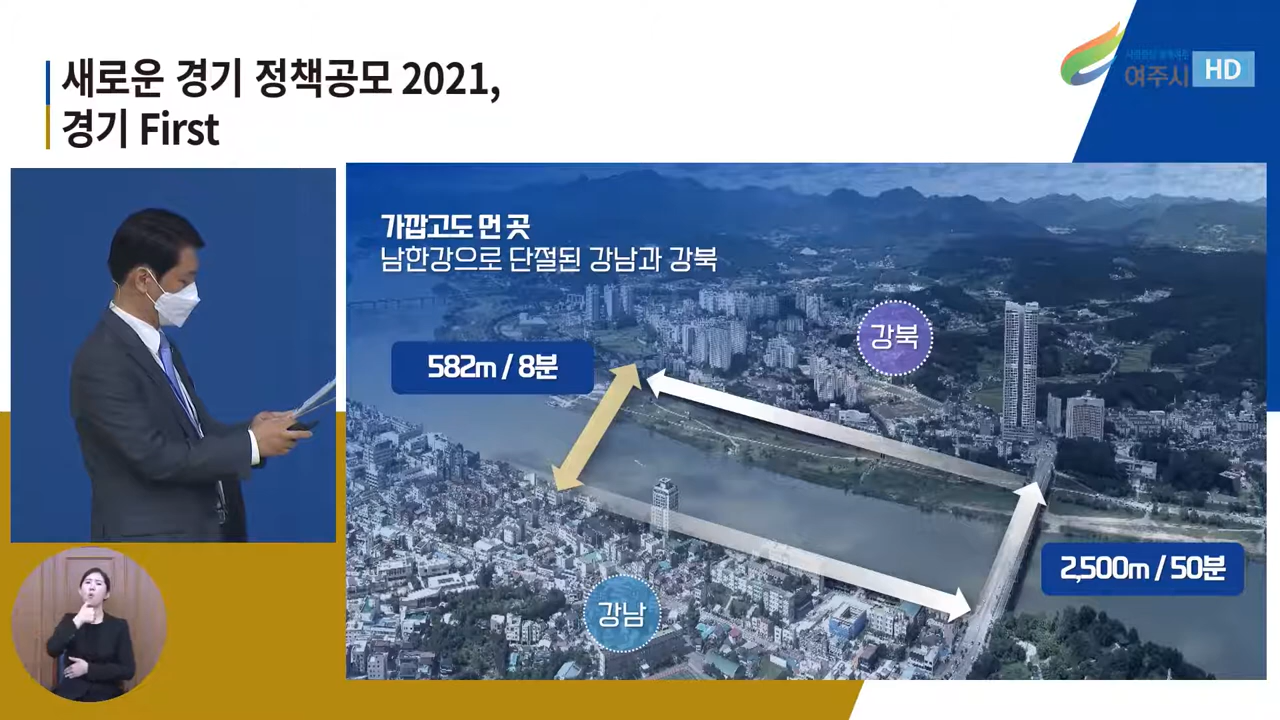 새로운 경기 정책공모 2021,
경기 First
여주시 HD
가깝고도 먼 곳
남한강으로 단절된 강남과 강북
강북
582m / 8분
2,500m / 50분
강남